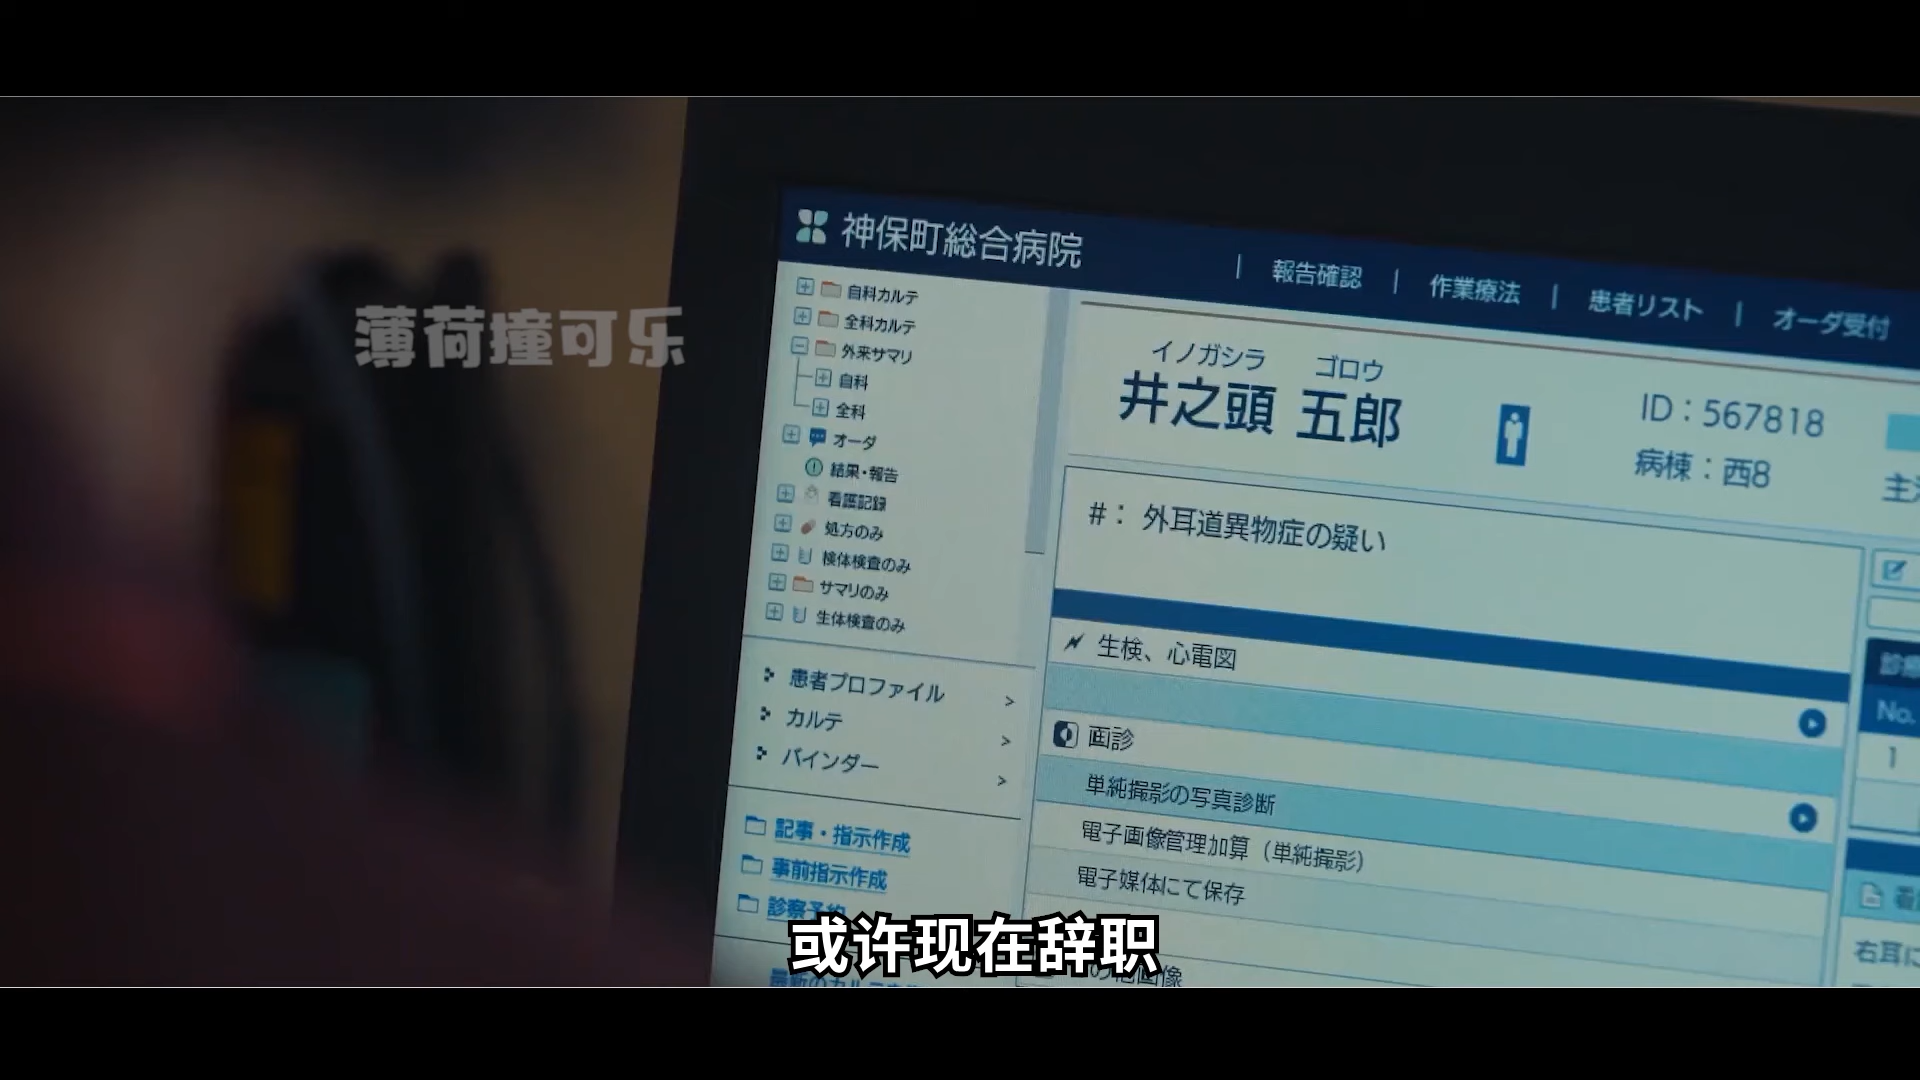 神保町総合病院
報告確認 | 作業療法 | 患者リスト | オーダ受付
自科カルテ
全科カルテ
外来サマリ
自科
全科
オーダ
結果・報告
看護記録
処方のみ
検体検査のみ
サマリのみ
生体検査のみ
患者プロファイル
カルテ
バインダー
記事・指示作成
事前指示作成
診察予約
イノガシラ ゴロウ
井之頭 五郎
ID:567818
病棟:西8
#: 外耳道異物症の疑い
生検、心電図
画診
単純撮影の写真診断
電子画像管理加算(単純撮影)
電子媒体にて保存
No.
1
右耳に
薄荷撞可乐
或许现在辞职